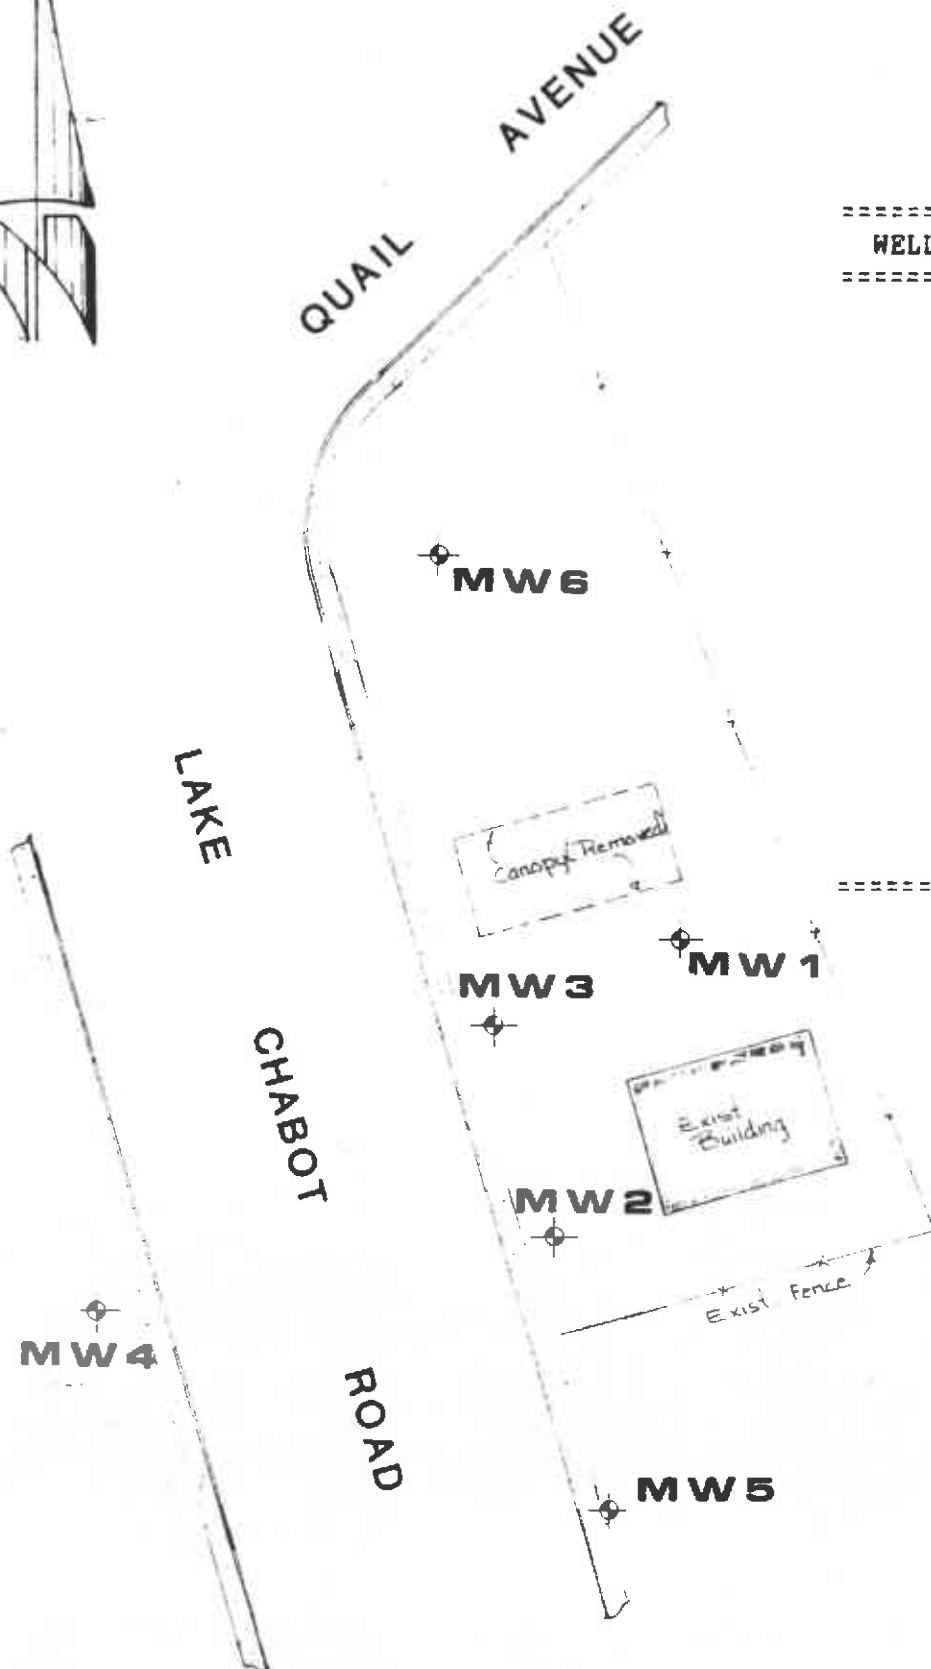 QUAIL AVENUE
WELL
MW6
LAKE CHABOT ROAD
Canopy Removed
MW1
MW3
Exist
Building
MW2
Exist Fence
MW4
MW5